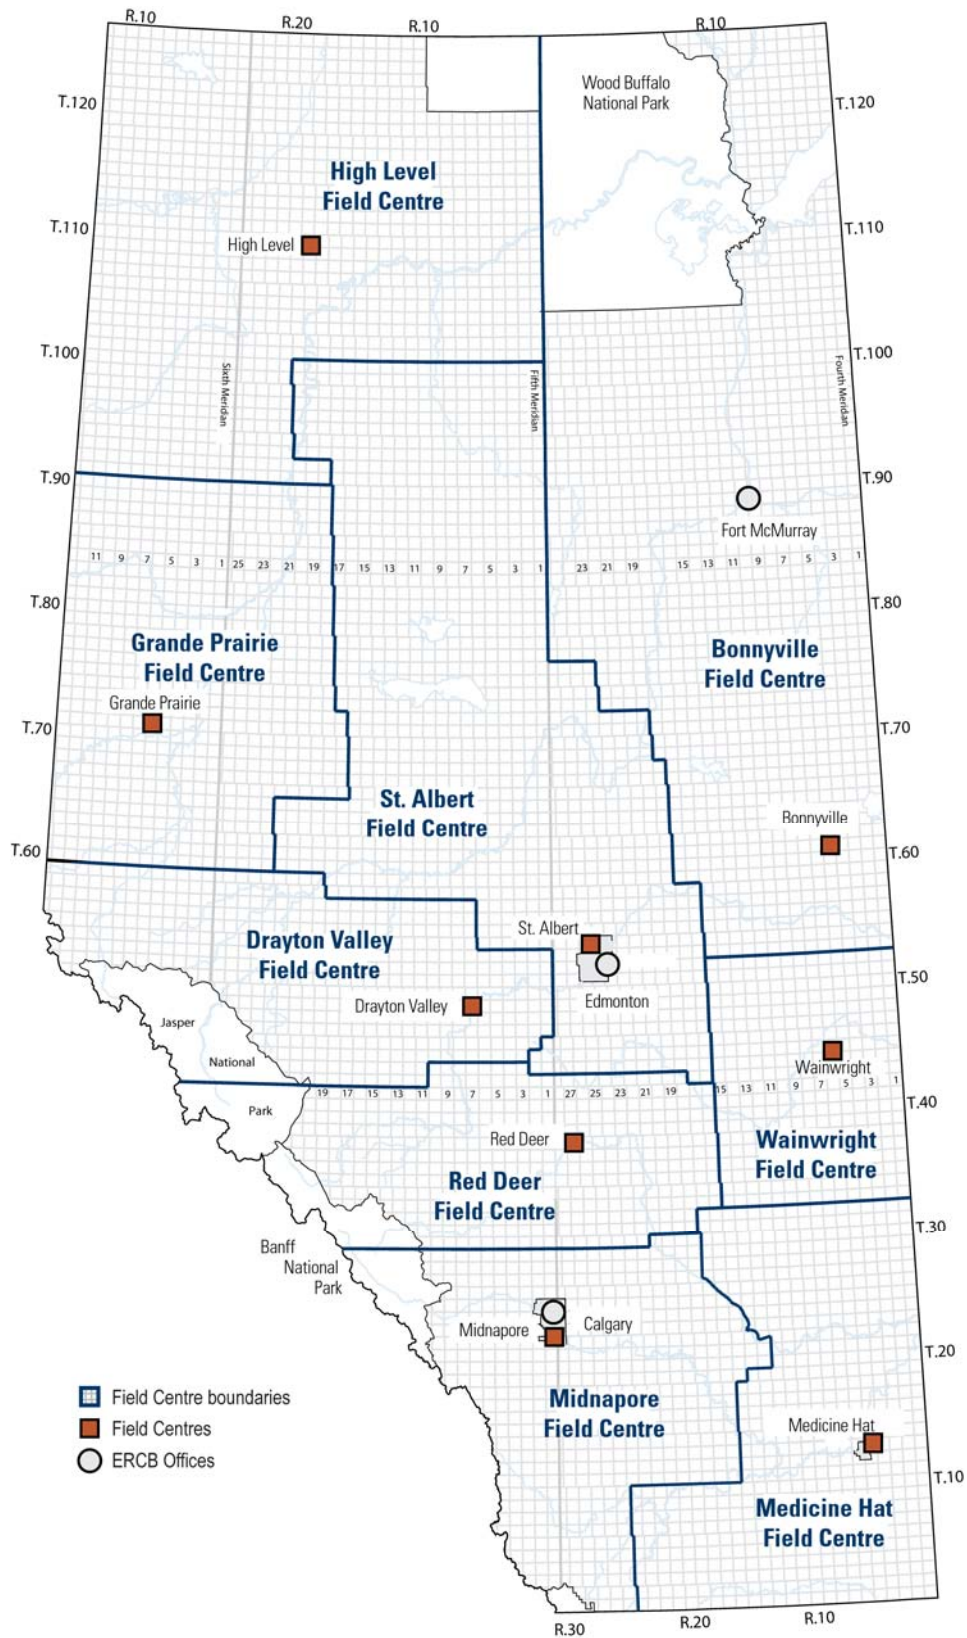 R.10
R.20
R.10
R.10
T.120
T.120
Wood Buffalo
National Park
High Level
Field Centre
T.110
T.110
High Level
T.100
T.100
Sixth Meridian
Fifth Meridian
Fourth Meridian
T.90
T.90
Fort McMurray
11 9 7 5 3 1 25 23 21 19 17 15 13 11 9 7 5 3 1 23 21 19 15 13 11 9 7 5 3 1
T.80
T.80
Grande Prairie
Field Centre
Bonnyville
Field Centre
Grande Prairie
T.70
T.70
St. Albert
Field Centre
Bonnyville
T.60
T.60
St. Albert
Drayton Valley
Field Centre
T.50
Edmonton
Drayton Valley
Jasper
National
Park
Wainwright
19 17 15 13 11 9 7 5 3 1 27 25 23 21 19 15 13 11 9 7 5 3 1
T.40
Red Deer
Wainwright
Field Centre
Red Deer
Field Centre
T.30
Banff
National
Park
Midnapore
Calgary
T.20
Field Centre boundaries
Field Centres
ERCB Offices
Midnapore
Field Centre
Medicine Hat
T.10
Medicine Hat
Field Centre
R.30
R.20
R.10